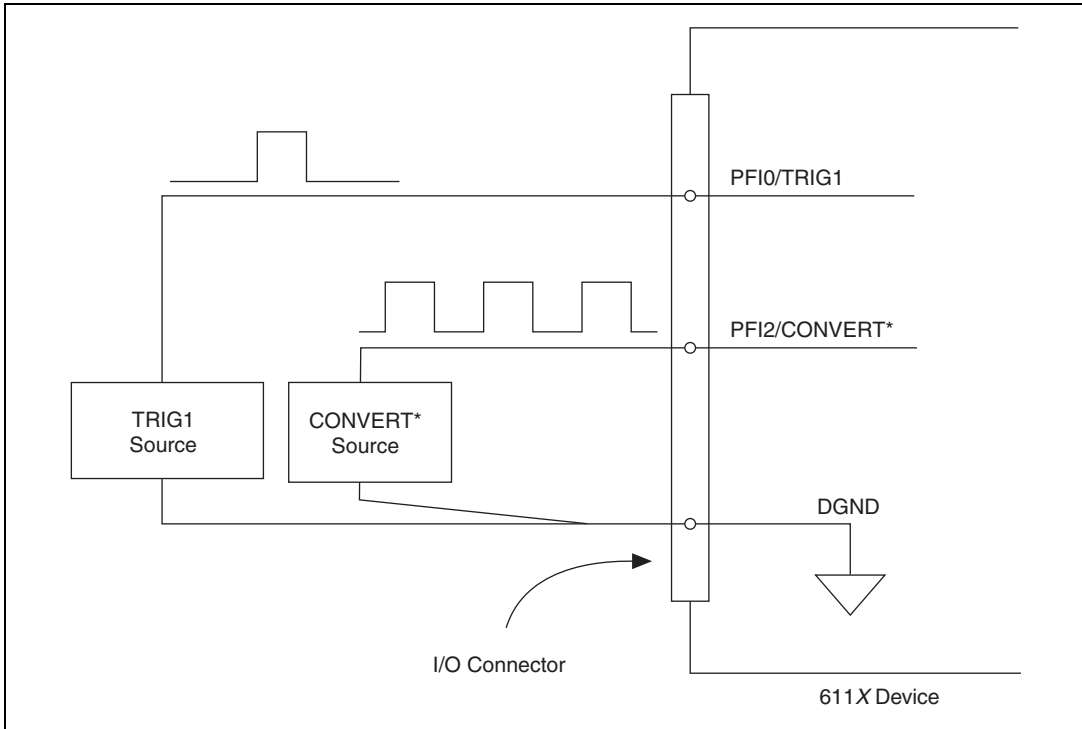 PFI0/TRIG1
PFI2/CONVERT*
TRIG1
Source
CONVERT*
Source
DGND
I/O Connector
611X Device